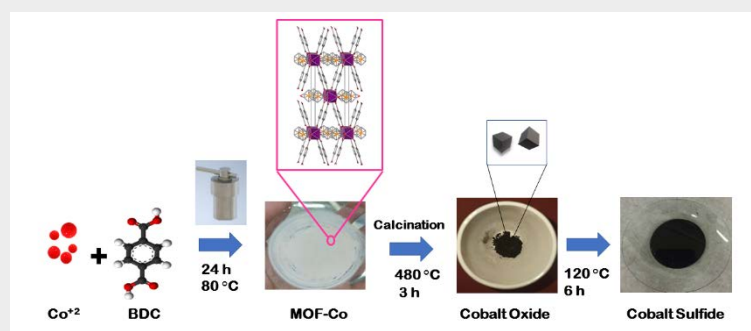 Calcination
24 h
80 °C
480 °C
3 h
120 °C
6 h
Co+2
BDC
MOF-Co
Cobalt Oxide
Cobalt Sulfide